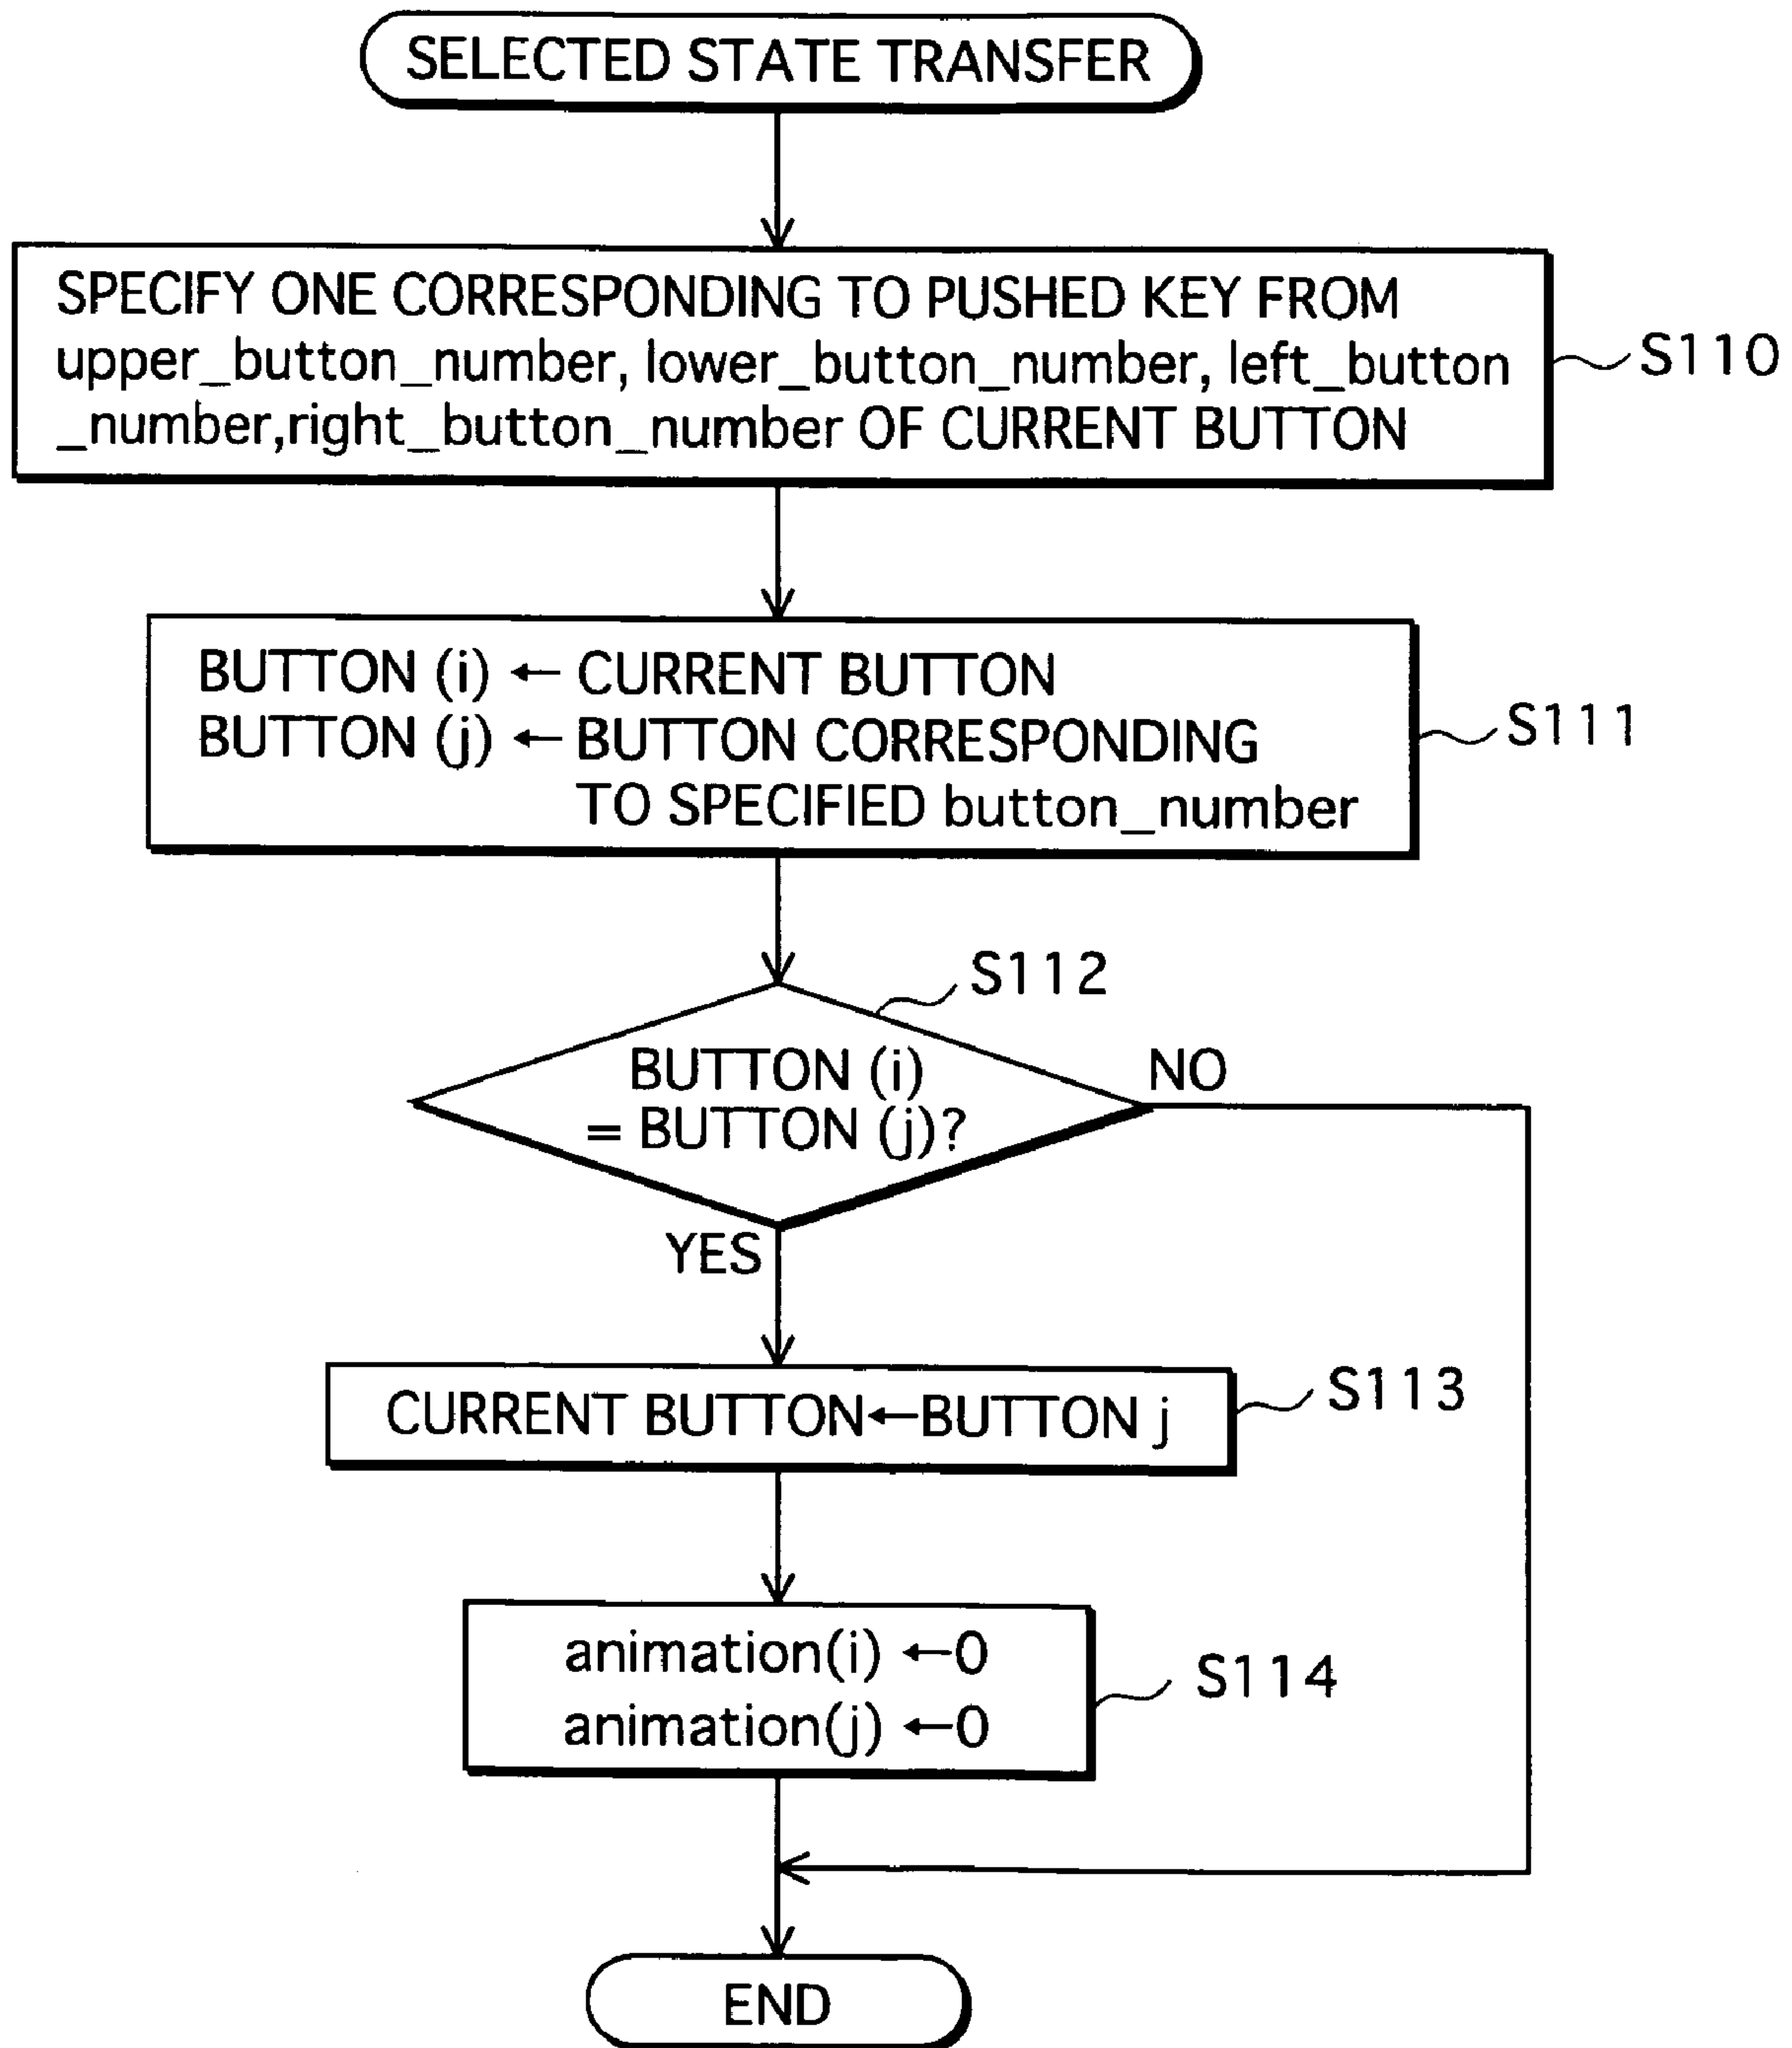 SELECTED STATE TRANSFER
SPECIFY ONE CORRESPONDING TO PUSHED KEY FROM
upper_button_number, lower_button_number, left_button
_number,right_button_number OF CURRENT BUTTON
S110
BUTTON (i) ← CURRENT BUTTON
BUTTON (j) ← BUTTON CORRESPONDING
TO SPECIFIED button_number
S111
S112
BUTTON (i)
= BUTTON (j)?
NO
YES
CURRENT BUTTON←BUTTON j
S113
animation(i) ←0
animation(j) ←0
S114
END